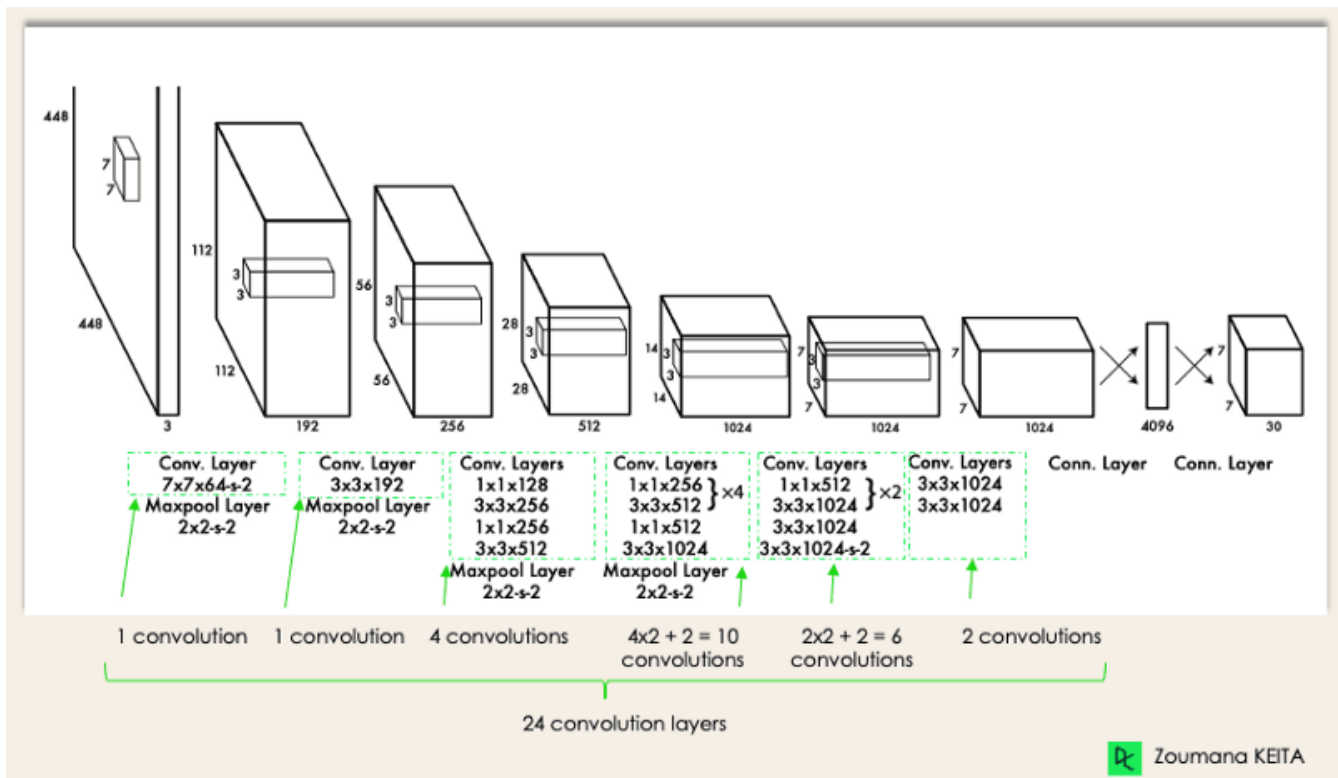 448
7
7
448
3
112
3
3
112
192
56
3
3
56
256
28
3
3
28
512
14
3
3
14
1024
7
3
3
7
1024
7
7
1024
4096
7
7
30
Conv. Layer
7x7x64-s-2
Maxpool Layer
2x2-s-2
Conv. Layer
3x3x192
Maxpool Layer
2x2-s-2
Conv. Layers
1x1x128
3x3x256
1x1x256
3x3x512
Maxpool Layer
2x2-s-2
Conv. Layers
1x1x256
3x3x512 } ×4
1x1x512
3x3x1024
Maxpool Layer
2x2-s-2
Conv. Layers
1x1x512
3x3x1024 } ×2
3x3x1024
3x3x1024-s-2
Conv. Layers
3x3x1024
3x3x1024
Conn. Layer
Conn. Layer
1 convolution
1 convolution
4 convolutions
4x2 + 2 = 10
convolutions
2x2 + 2 = 6
convolutions
2 convolutions
24 convolution layers
Zoumana KEITA